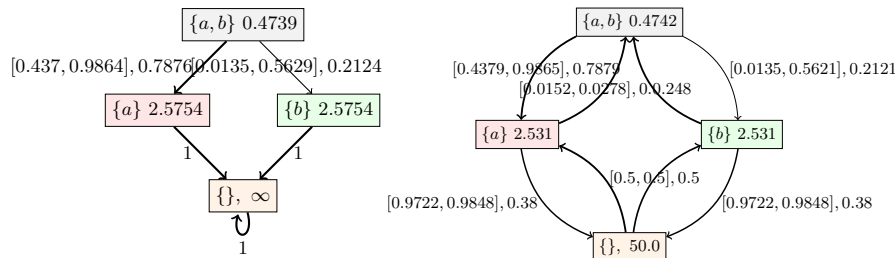 {a, b} 0.4739
[0.437, 0.9864], 0.7876
[0.0135, 0.5629], 0.2124
{a} 2.5754
{b} 2.5754
1
1
{}, ∞
1
{a, b} 0.4742
[0.4379, 0.9865], 0.7879
[0.0135, 0.5621], 0.2121
[0.0152, 0.0278], 0.0.248
{a} 2.531
{b} 2.531
[0.5, 0.5], 0.5
[0.9722, 0.9848], 0.38
[0.9722, 0.9848], 0.38
{}, 50.0